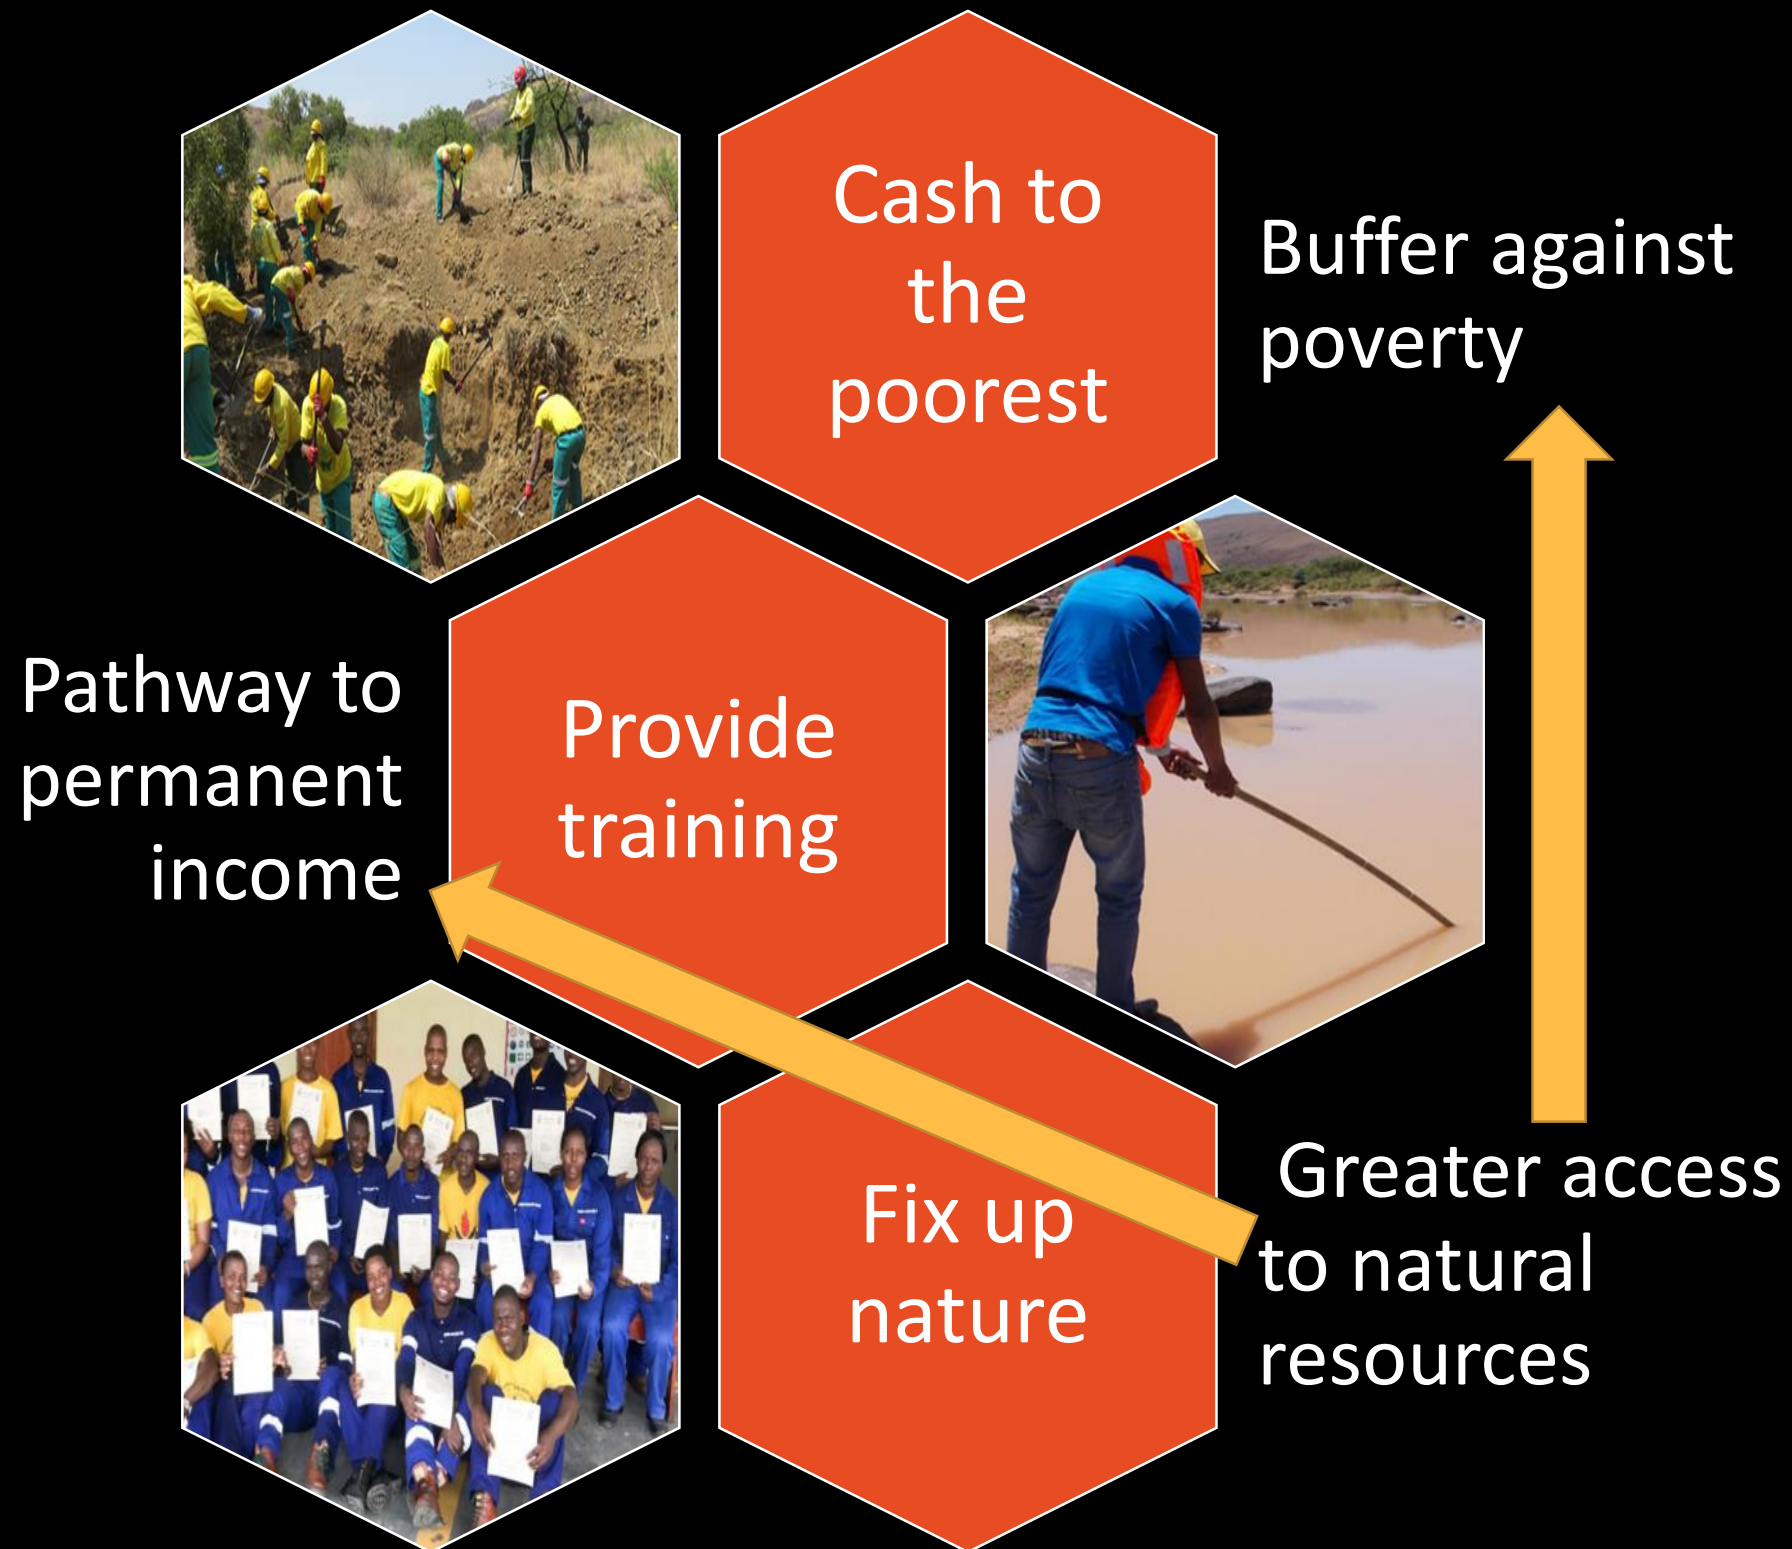 Cash to
the
poorest
Buffer against
poverty
Pathway to
permanent
income
Provide
training
Fix up
nature
Greater access
to natural
resources